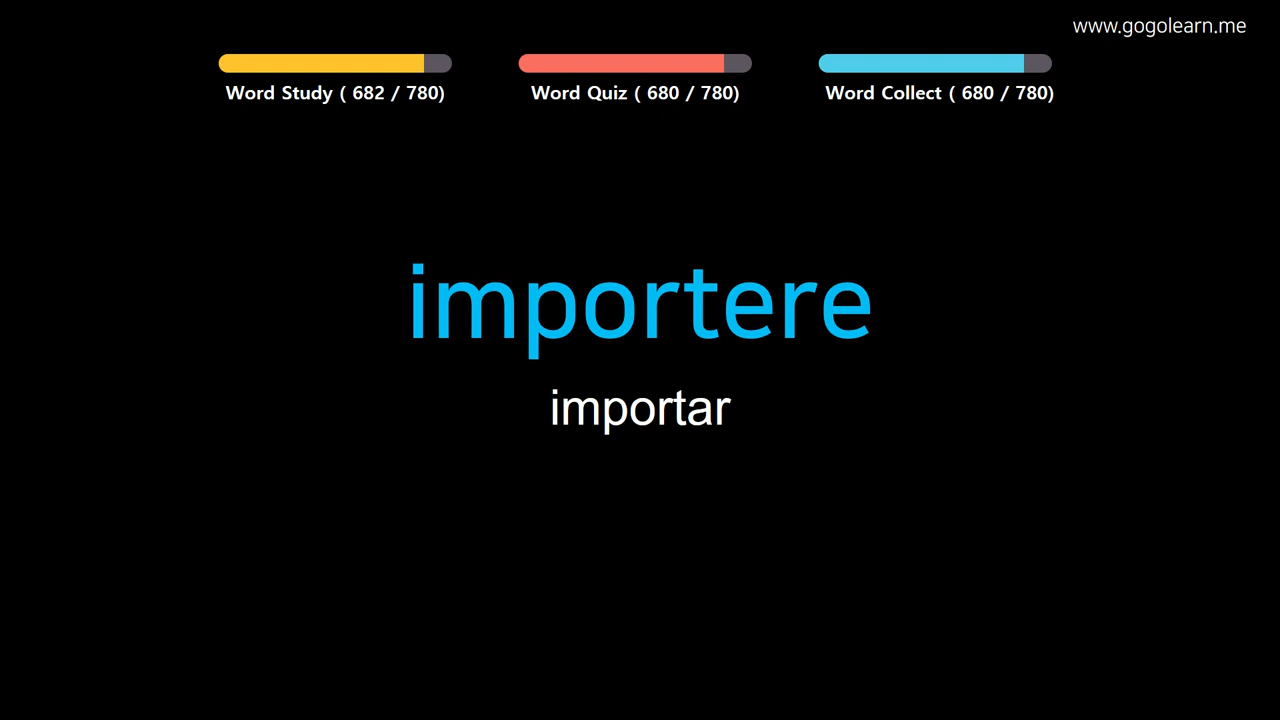 www.gogolearn.me
Word Study ( 682 / 780)
Word Quiz ( 680 / 780)
Word Collect ( 680 / 780)
importere
importar